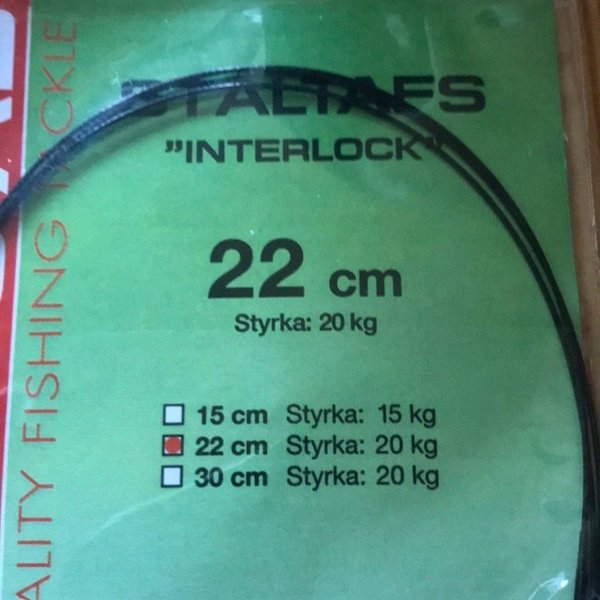 STÅLTAFS
"INTERLOCK"
22 cm
Styrka: 20 kg
15 cm Styrka: 15 kg
22 cm Styrka: 20 kg
30 cm Styrka: 20 kg
FISHING TACKLE